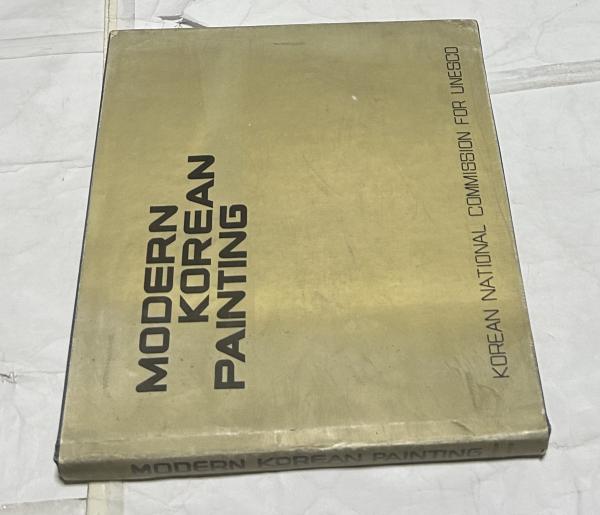 MODERN
KOREAN
PAINTING
KOREAN NATIONAL COMMISSION FOR UNESCO
MODERN KOREAN PAINTING